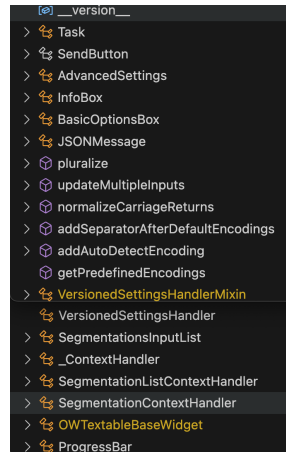 __version__
Task
SendButton
AdvancedSettings
InfoBox
BasicOptionsBox
JSONMessage
pluralize
updateMultipleInputs
normalizeCarriageReturns
addSeparatorAfterDefaultEncodings
addAutoDetectEncoding
getPredefinedEncodings
VersionedSettingsHandlerMixin
VersionedSettingsHandler
SegmentationsInputList
_ContextHandler
SegmentationListContextHandler
SegmentationContextHandler
OWTextableBaseWidget
ProgressBar